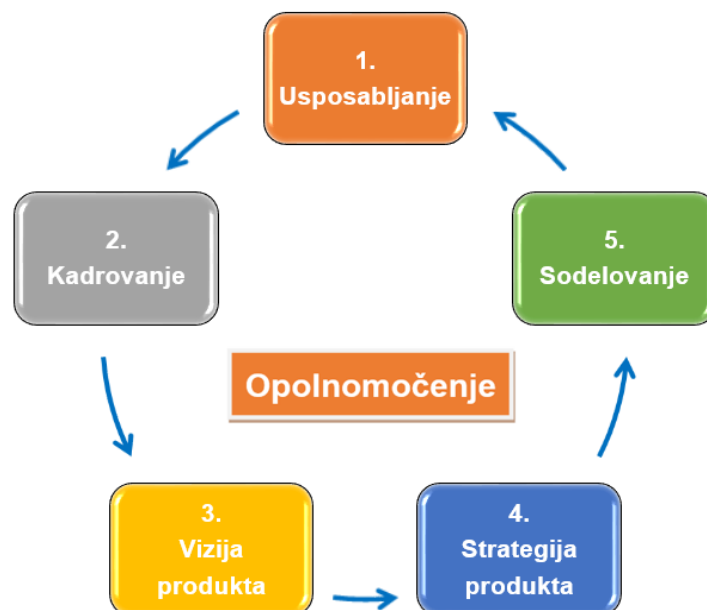 1.
Usposabljanje
2.
Kadrovanje
5.
Sodelovanje
Opolnomočenje
3.
Vizija
produkta
4.
Strategija
produkta